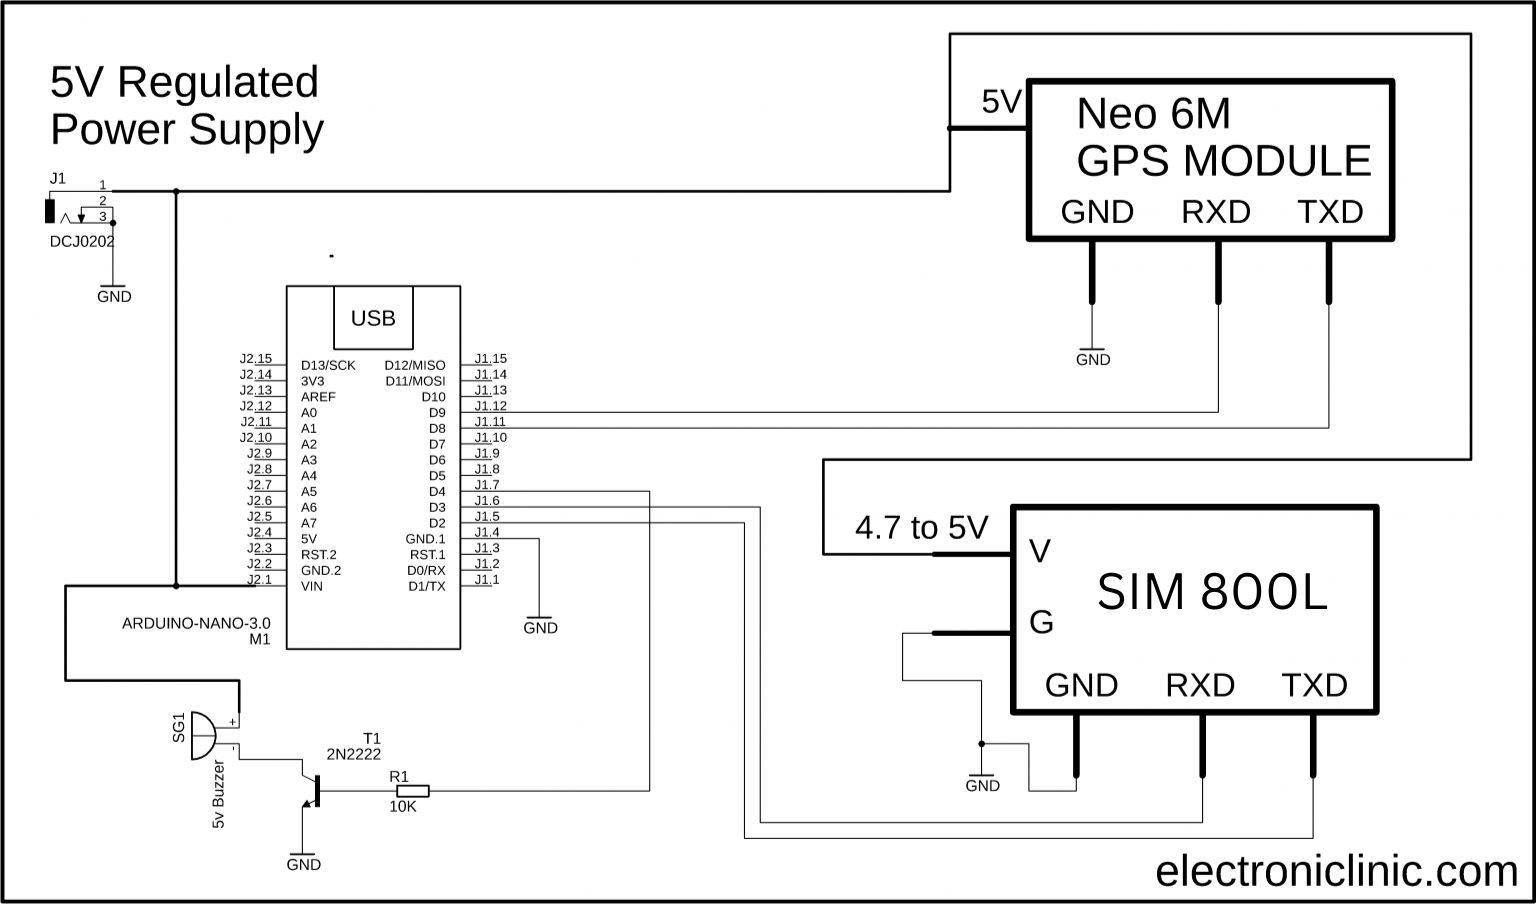 5V Regulated
Power Supply
J1
1
2
3
DCJ0202
GND
5V
Neo 6M
GPS MODULE
GND RXD TXD
GND
USB
J2.15 D13/SCK D12/MISO J1.15
J2.14 3V3 D11/MOSI J1.14
J2.13 AREF D10 J1.13
J2.12 A0 D9 J1.12
J2.11 A1 D8 J1.11
J2.10 A2 D7 J1.10
J2.9 A3 D6 J1.9
J2.8 A4 D5 J1.8
J2.7 A5 D4 J1.7
J2.6 A6 D3 J1.6
J2.5 A7 D2 J1.5
J2.4 5V GND.1 J1.4
J2.3 RST.2 RST.1 J1.3
J2.2 GND.2 D0/RX J1.2
J2.1 VIN D1/TX J1.1
ARDUINO-NANO-3.0
M1
GND
4.7 to 5V
V
SIM 800L
G
GND RXD TXD
GND
SG1
+
-
5v Buzzer
T1
2N2222
R1
10K
GND
electroniclinic.com